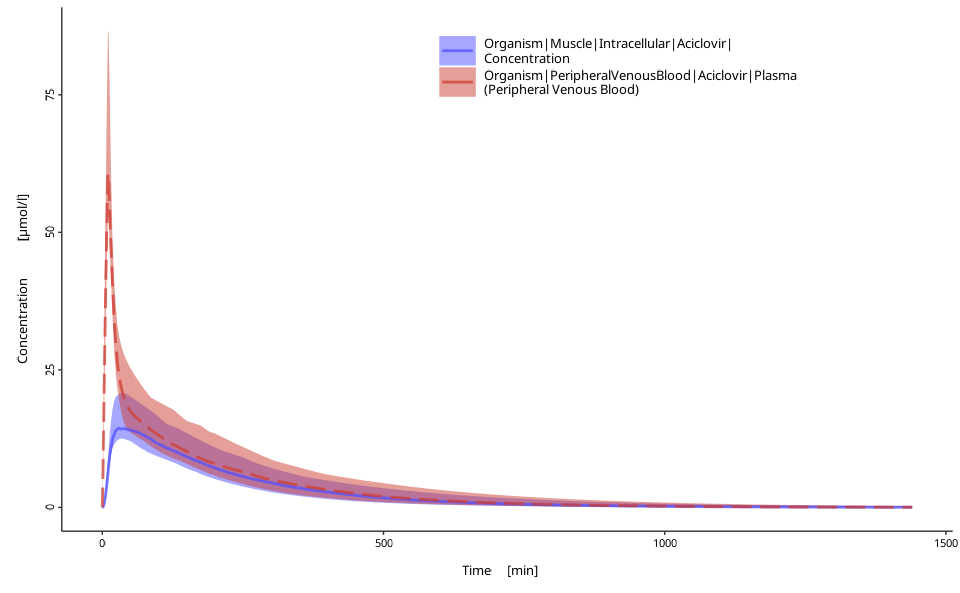 Organism|Muscle|Intracellular|Aciclovir|
Concentration
Organism|PeripheralVenousBlood|Aciclovir|Plasma
(Peripheral Venous Blood)
75
50
25
0
Concentration [µmol/l]
0
500
1000
1500
Time [min]